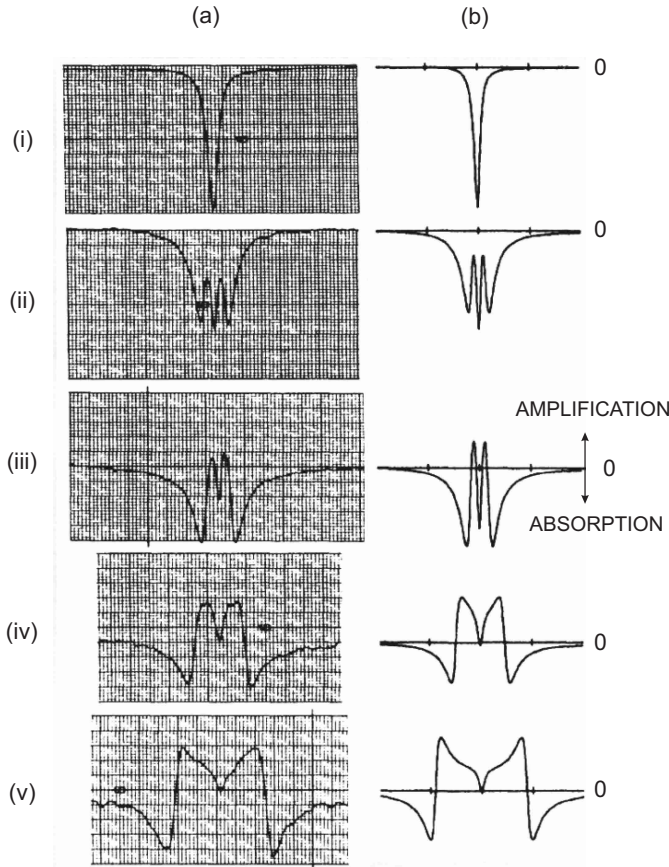 (a) (b)
(i) 0
(ii) 0
AMPLIFICATION
(iii) 0
ABSORPTION
(iv) 0
(v) 0